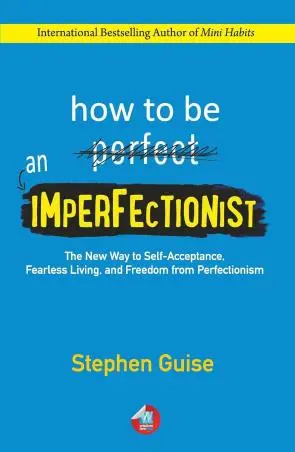 International Bestselling Author of Mini Habits
how to be
perfect
an
IMPERFECTIONIST
The New Way to Self-Acceptance,
Fearless Living, and Freedom from Perfectionism
Stephen Guise